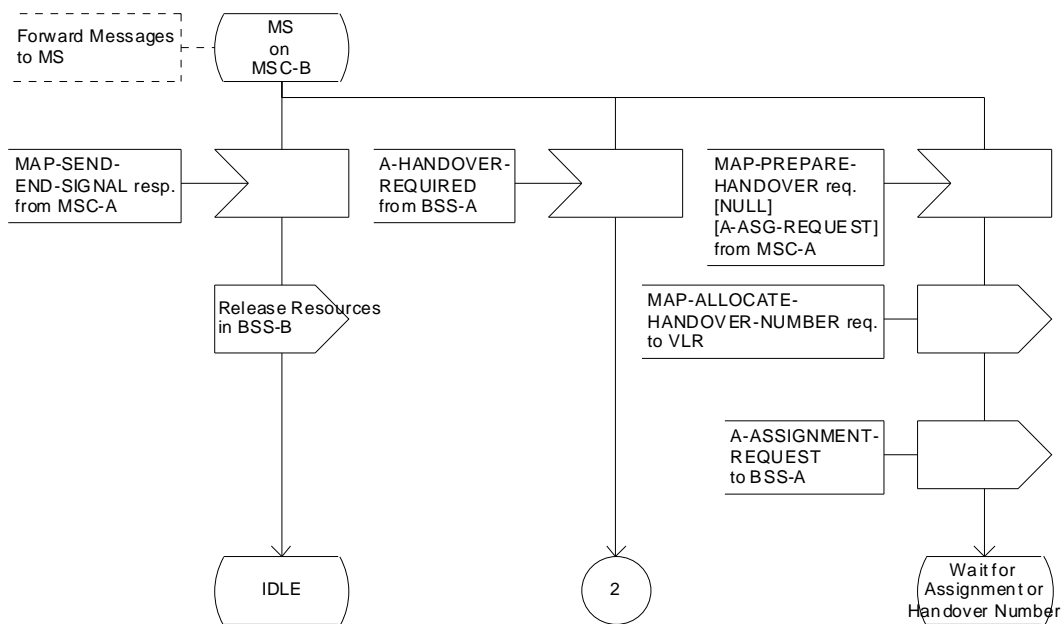 Forward Messages
to MS
MS
on
MSC-B
MAP-SEND-
END-SIGNAL resp.
from MSC-A
A-HANDOVER-
REQUIRED
from BSS-A
MAP-PREPARE-
HANDOVER req.
[NULL]
[A-ASG-REQUEST]
from MSC-A
Release Resources
in BSS-B
MAP-ALLOCATE-
HANDOVER-NUMBER req.
to VLR
A-ASSIGNMENT-
REQUEST
to BSS-A
IDLE
2
Wait for
Assignment or
Handover Number